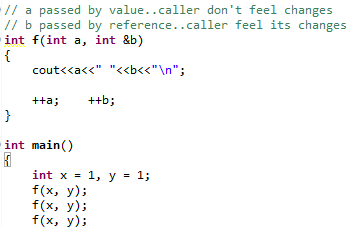 // a passed by value..caller don't feel changes
// b passed by reference..caller feel its changes
int f(int a, int &b)
{
    cout<<a<<" "<<b<<"\n";
    ++a;    ++b;
}
int main()
{
    int x = 1, y = 1;
    f(x, y);
    f(x, y);
    f(x, y);